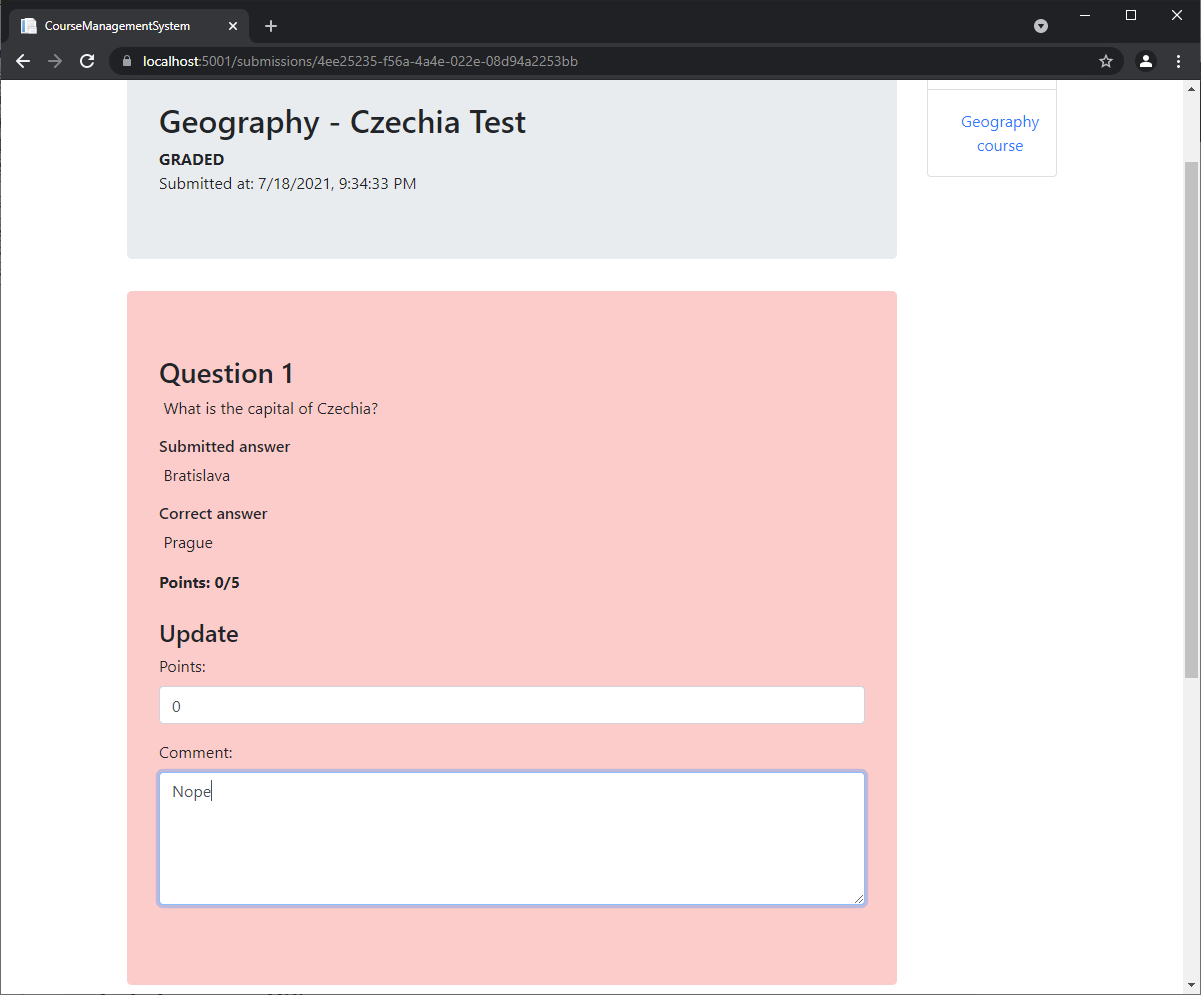 CourseManagementSystem
localhost:5001/submissions/4ee25235-f56a-4a4e-022e-08d94a2253bb
Geography - Czechia Test
GRADED
Submitted at: 7/18/2021, 9:34:33 PM
Geography
course
Question 1
What is the capital of Czechia?
Submitted answer
Bratislava
Correct answer
Prague
Points: 0/5
Update
Points:
0
Comment:
Nope